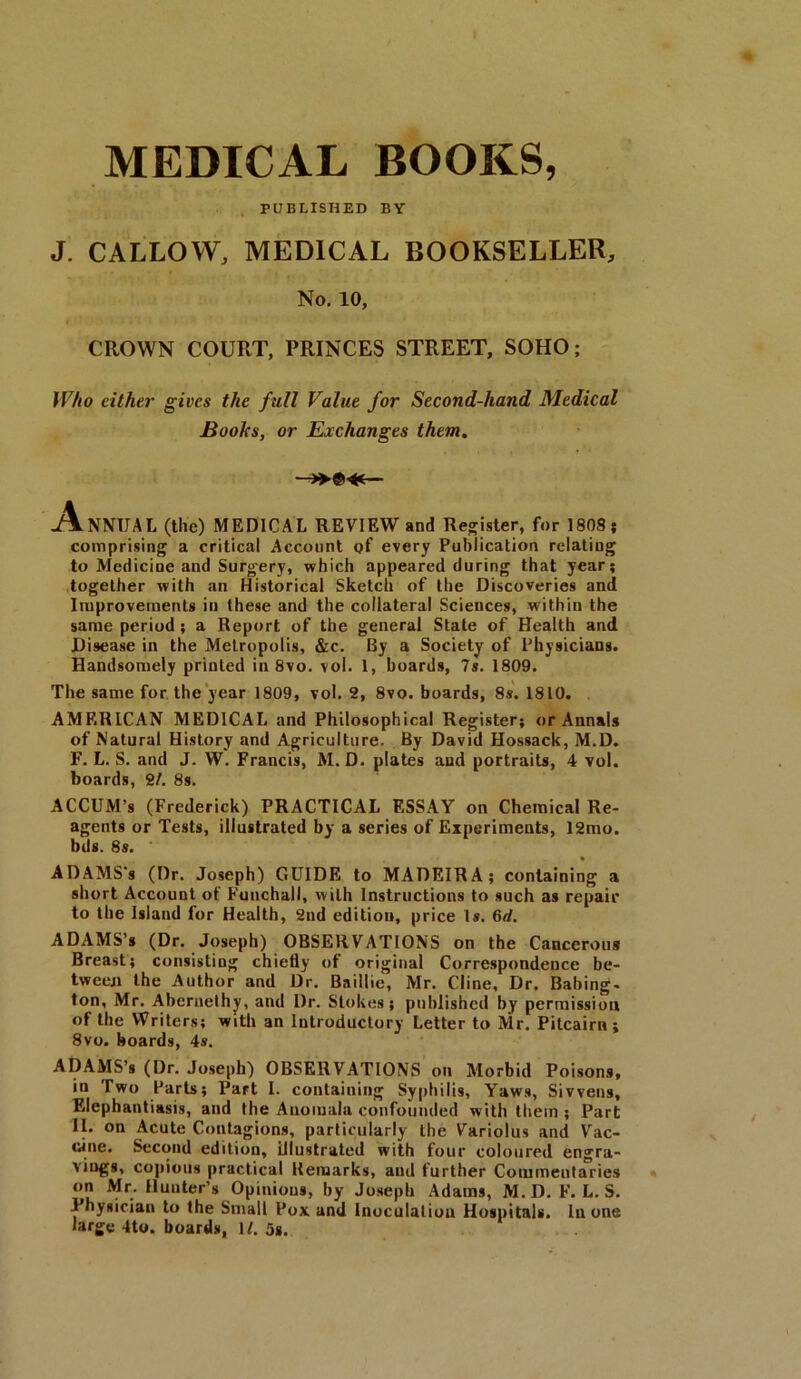 MEDICAL BOOKS,
PUBLISHED BY
J. CALLOW, MEDICAL BOOKSELLER,
No. 10,
CROWN COURT, PRINCES STREET, SOHO;
Who either gives the full Value for Second-hand Medical
Books, or Exchanges them.
ANNUAL (the) MEDICAL REVIEW and Register, for 1808;
comprising a critical Account of every Publication relating
to Medicine and Surgery, which appeared during that year;
together with an Historical Sketch of the Discoveries and
Improvements in these and the collateral Sciences, within the
same period; a Report of the general State of Health and
Disease in the Metropolis, &c. By a Society of Physicians.
Handsomely printed in 8vo. vol. 1, boards, 7s. 1809.
The same for the year 1809, vol. 2, 8vo. boards, 8s. 1810.
AMERICAN MEDICAL and Philosophical Register; or Annals
of Natural History and Agriculture. By David Hossack, M.D.
F. L. S. and J. W. Francis, M. D. plates and portraits, 4 vol.
boards, 2l. 8s.
ACCUM's (Frederick) PRACTICAL ESSAY on Chemical Re-
agents or Tests, illustrated by a series of Experiments, 12mo.
bds. 8s.
ADAMS's (Dr. Joseph) GUIDE to MADEIRA; containing a
short Account of Funchall, with Instructions to such as repair
to the Island for Health, 2nd edition, price 1s. 6d.
ADAMS's (Dr. Joseph) OBSERVATIONS on the Cancerous
Breast; consisting chiefly of original Correspondence be-
tween the Author and Dr. Baillie, Mr. Cline, Dr. Babing-
ton, Mr. Abernethy, and Dr. Stokes; published by permission
of the Writers; with an Introductory Letter to Mr. Pitcairn;
8vo. boards, 4s.
ADAMS's (Dr. Joseph) OBSERVATIONS on Morbid Poisons,
in Two Parts; Part I. containing Syphilis, Yaws, Sivvens,
Elephantiasis, and the Anomala confounded with them; Part
II. on Acute Contagions, particularly the Variolus and Vac-
cine. Second edition, illustrated with four coloured engra-
vings, copious practical Remarks, and further Commentaries
on Mr. Hunter's Opinions, by Joseph Adams, M. D. F. L. S.
Physician to the Small Pox and Inoculation Hospitals. In one
large 4to. boards, 1l. 5s.